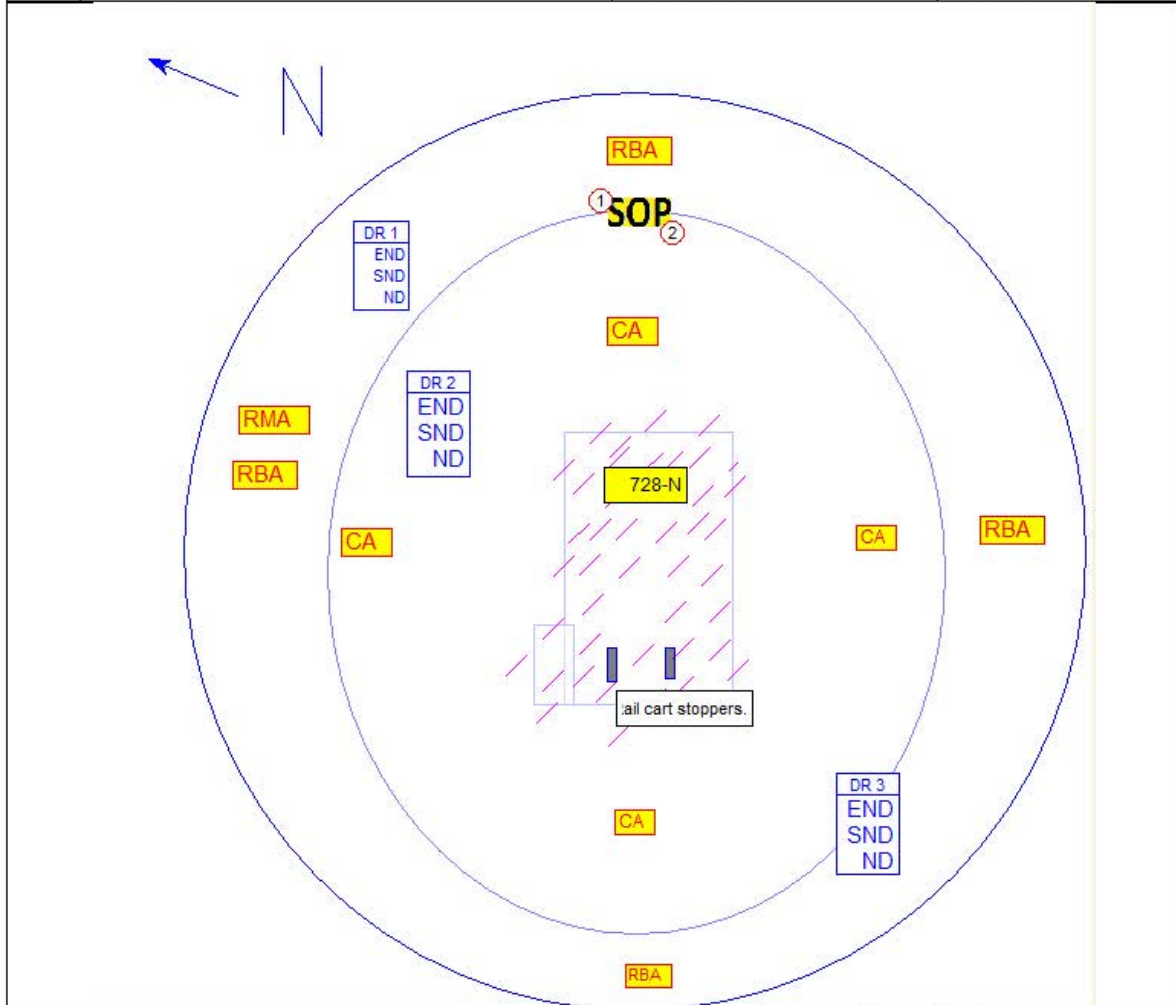 N
RBA
1
SOP
2
DR 1
END
SND
ND
CA
DR 2
END
SND
ND
RMA
RBA
728-N
CA
CA
RBA
ail cart stoppers.
DR 3
END
SND
ND
CA
RBA